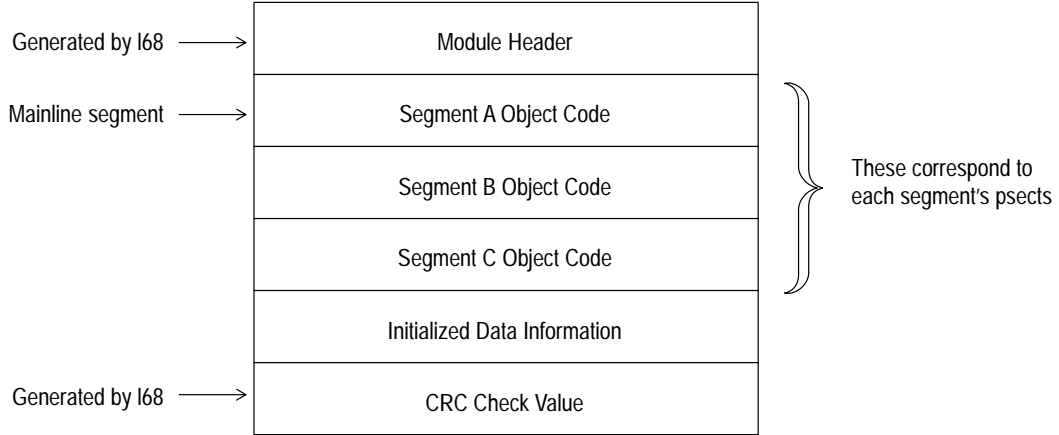 Generated by l68
Module Header
Mainline segment
Segment A Object Code
Segment B Object Code
These correspond to
each segment's psects
Segment C Object Code
Initialized Data Information
Generated by l68
CRC Check Value